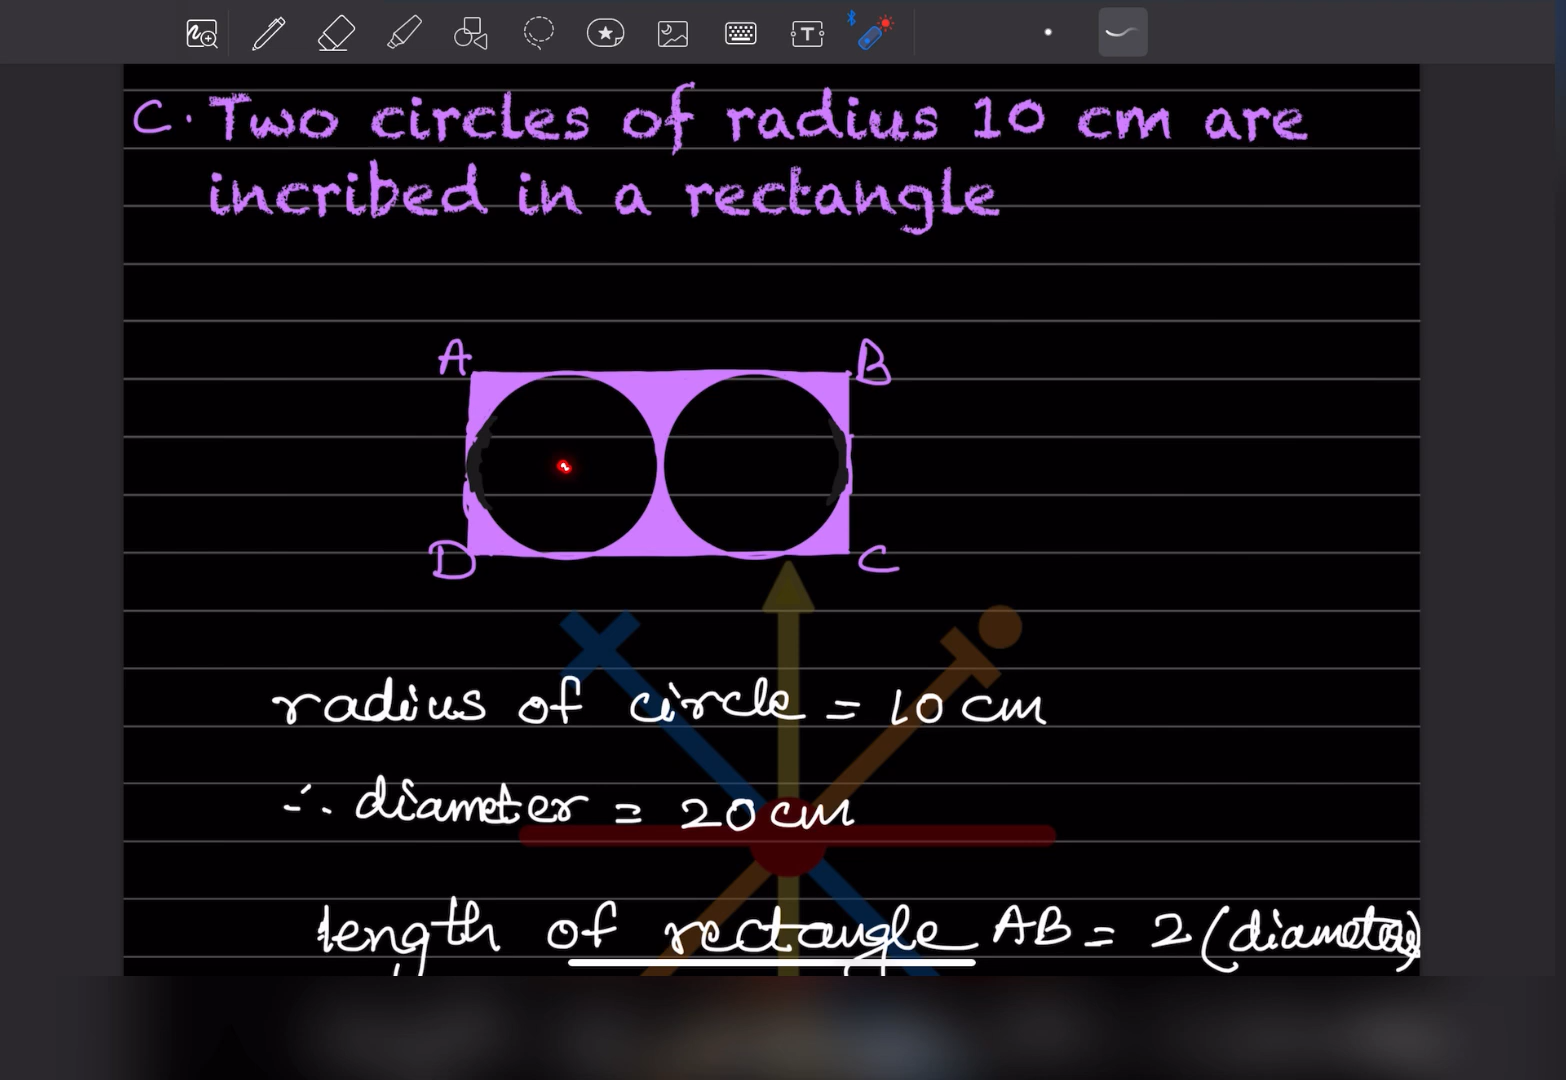 C. Two circles of radius 10 cm are
incribed in a rectangle
A B
D C
radius of circle = 10 cm
∴ diameter = 20 cm
length of rectangle AB = 2 (diameter)